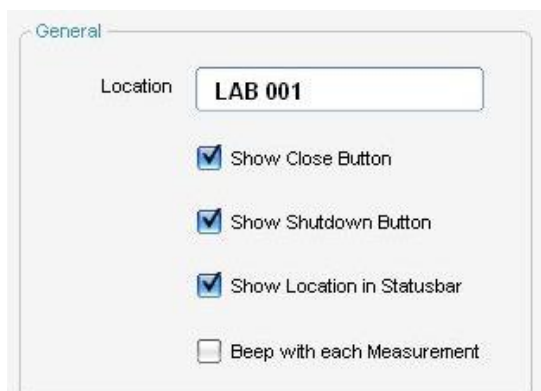 General
Location
LAB 001
Show Close Button
Show Shutdown Button
Show Location in Statusbar
Beep with each Measurement